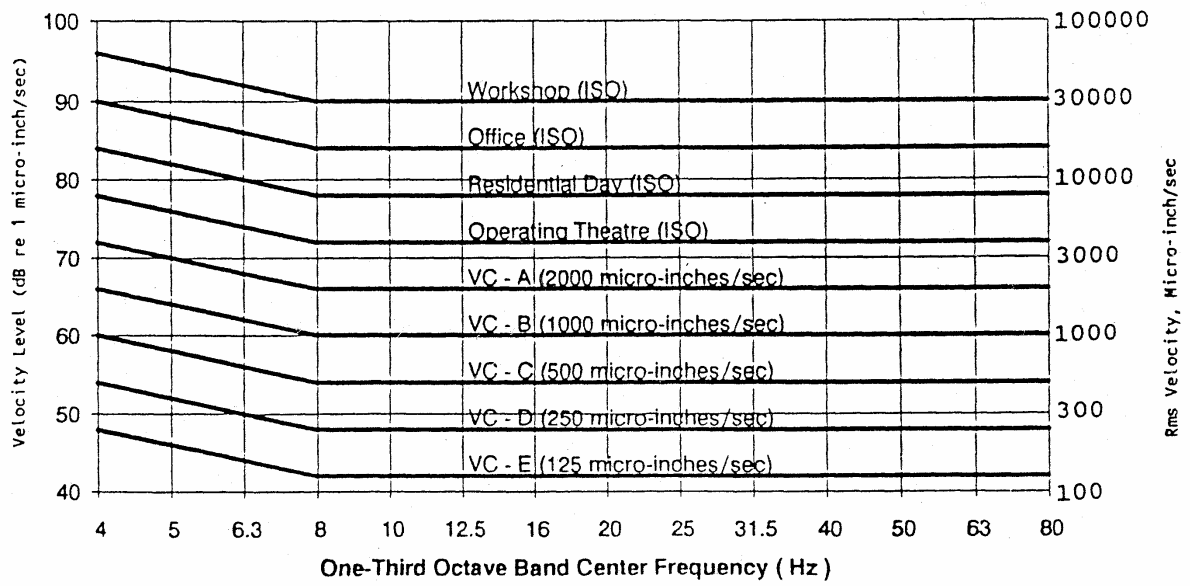 Velocity Level (dB re 1 micro-inch/sec)
100
90
80
70
60
50
40
Workshop (ISO)
Office (ISO)
Residential Day (ISO)
Operating Theatre (ISO)
VC - A (2000 micro-inches/sec)
VC - B (1000 micro-inches/sec)
VC - C (500 micro-inches/sec)
VC - D (250 micro-inches/sec)
VC - E (125 micro-inches/sec)
100000
30000
10000
3000
1000
300
100
Rms Velocity, Micro-inch/sec
4 5 6.3 8 10 12.5 16 20 25 31.5 40 50 63 80
One-Third Octave Band Center Frequency ( Hz )